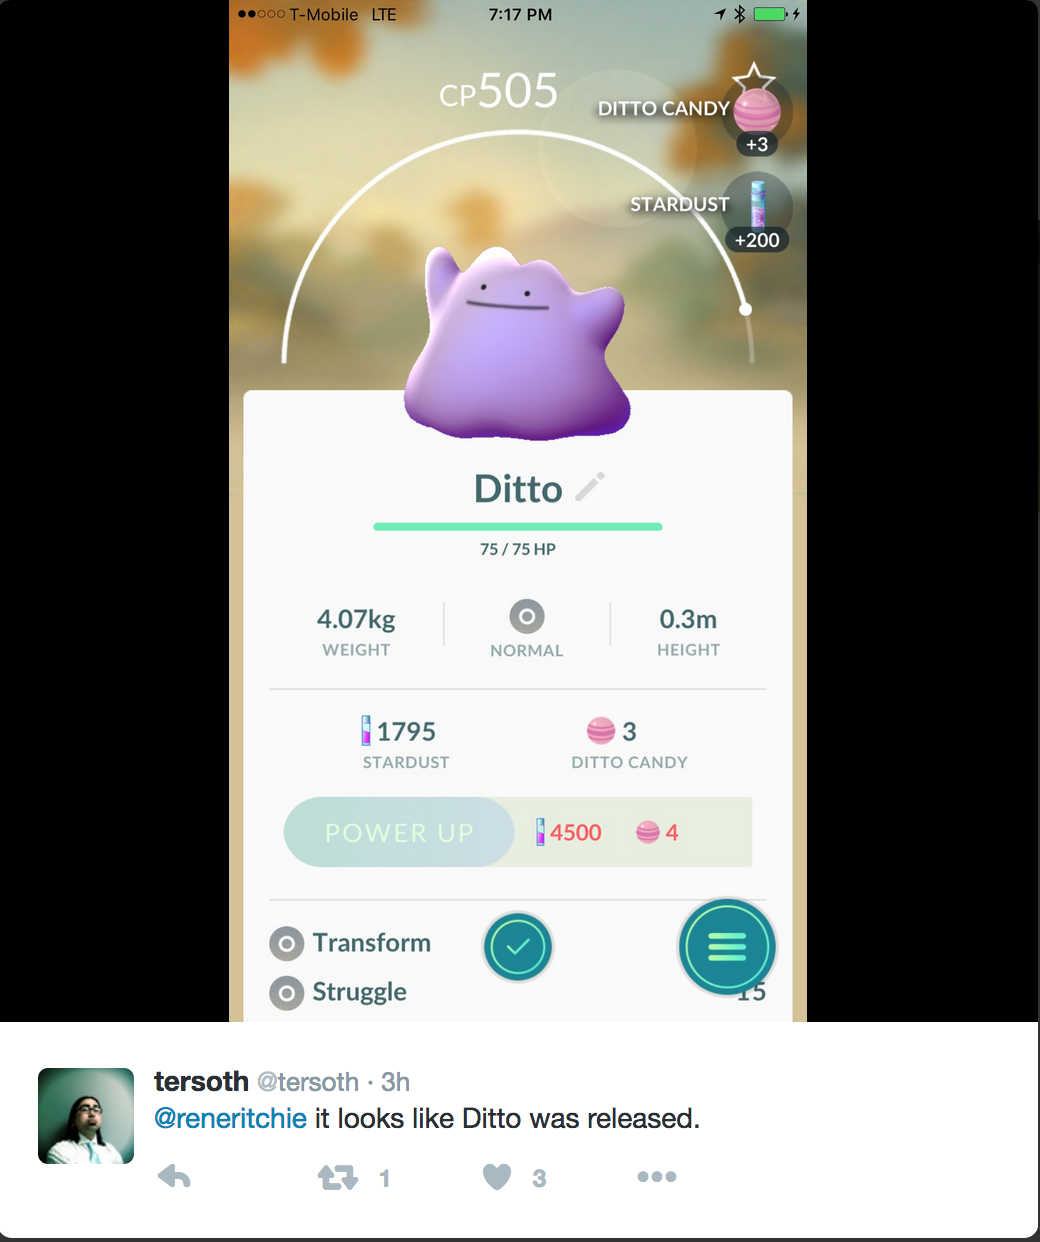 T-Mobile LTE 7:17 PM
CP505
DITTO CANDY
+3
STARDUST
+200
Ditto
75 / 75 HP
4.07kg
WEIGHT
NORMAL
0.3m
HEIGHT
1795
STARDUST
3
DITTO CANDY
POWER UP 4500 4
Transform
Struggle 15
tersoth @tersoth · 3h
@reneritchie it looks like Ditto was released.
1 3